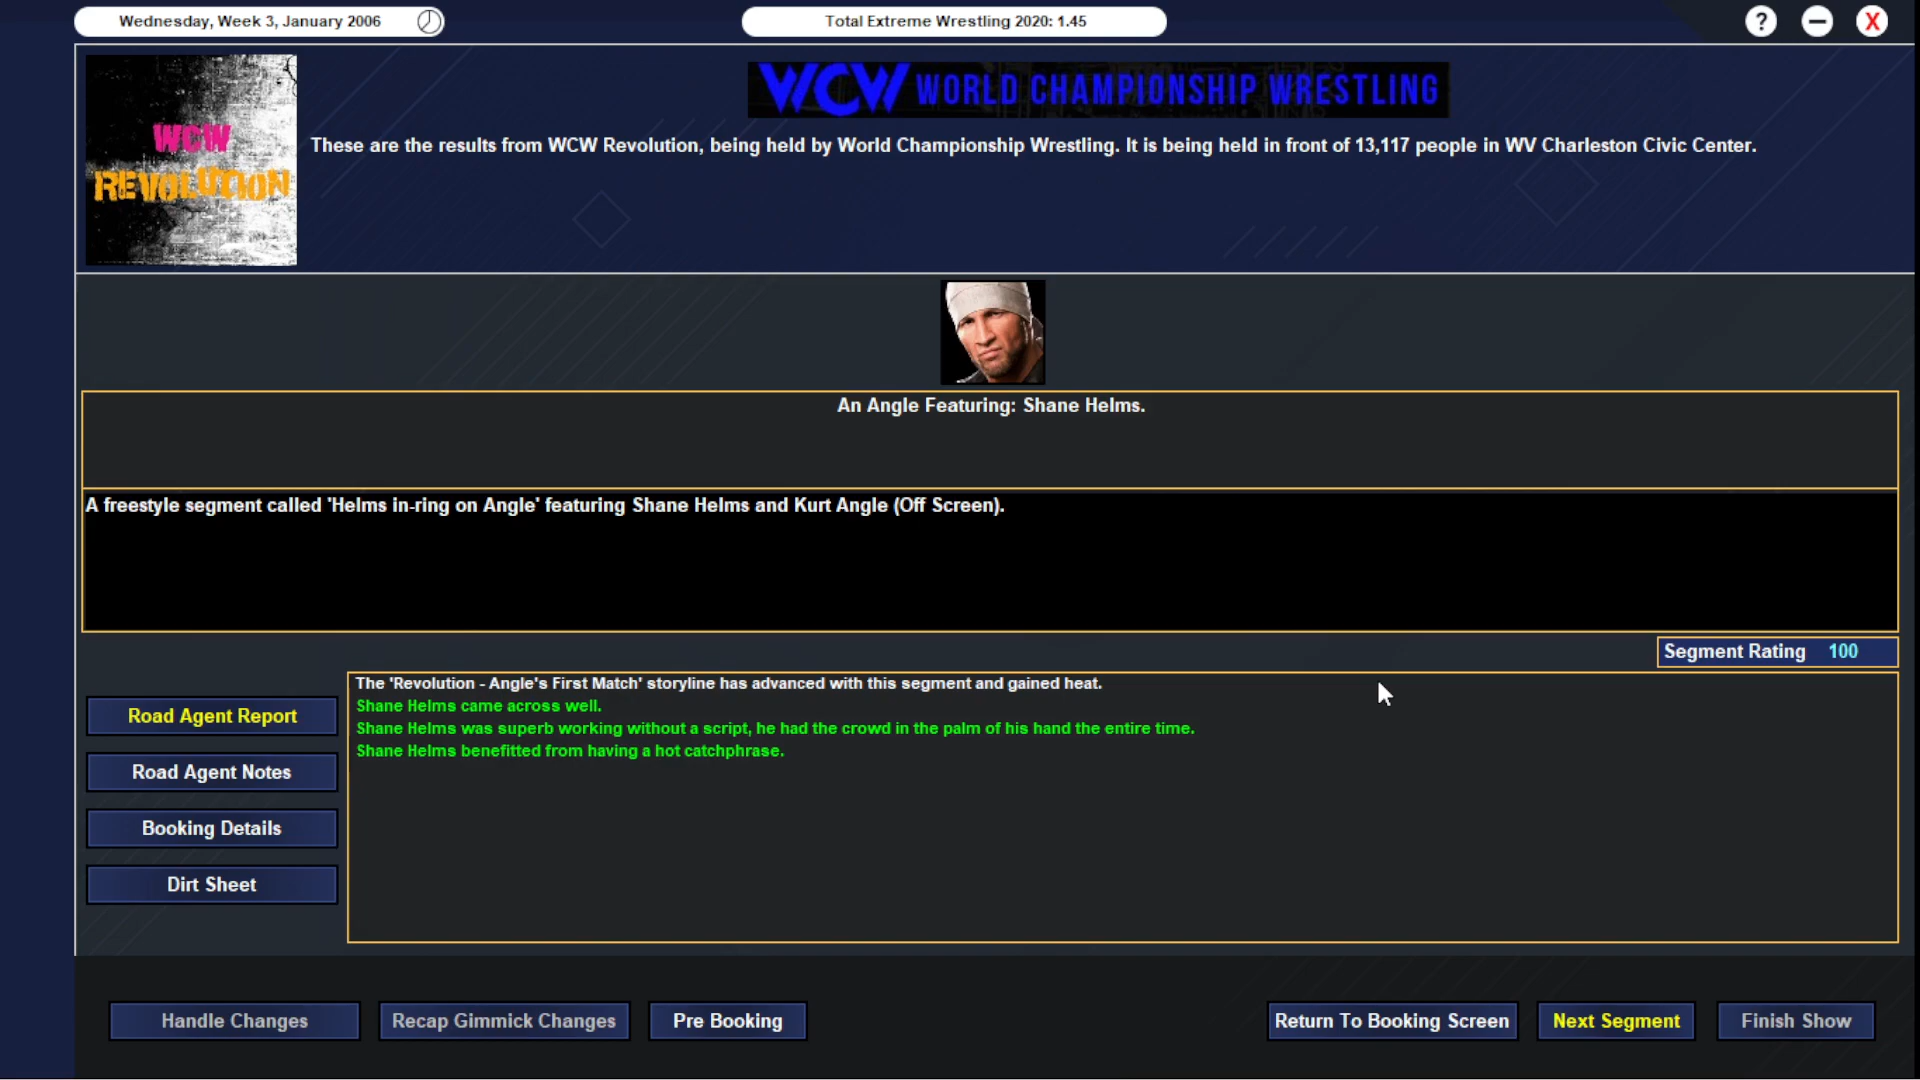 Wednesday, Week 3, January 2006
Total Extreme Wrestling 2020: 1.45
?
X
WCW
REVOLUTION
WCW WORLD CHAMPIONSHIP WRESTLING
These are the results from WCW Revolution, being held by World Championship Wrestling. It is being held in front of 13,117 people in WV Charleston Civic Center.
An Angle Featuring: Shane Helms.
A freestyle segment called 'Helms in-ring on Angle' featuring Shane Helms and Kurt Angle (Off Screen).
Segment Rating 100
Road Agent Report
Road Agent Notes
Booking Details
Dirt Sheet
The 'Revolution - Angle's First Match' storyline has advanced with this segment and gained heat.
Shane Helms came across well.
Shane Helms was superb working without a script, he had the crowd in the palm of his hand the entire time.
Shane Helms benefitted from having a hot catchphrase.
Handle Changes
Recap Gimmick Changes
Pre Booking
Return To Booking Screen
Next Segment
Finish Show